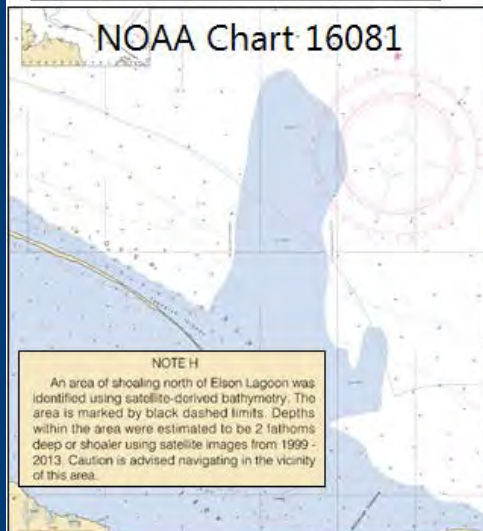 NOAA Chart 16081
NOTE H
An area of shoaling north of Elson Lagoon was
identified using satellite-derived bathymetry. The
area is marked by black dashed limits. Depths
within the area were estimated to be 2 fathoms
deep or shoaler using satellite images from 1999 -
2013. Caution is advised navigating in the vicinity
of this area.